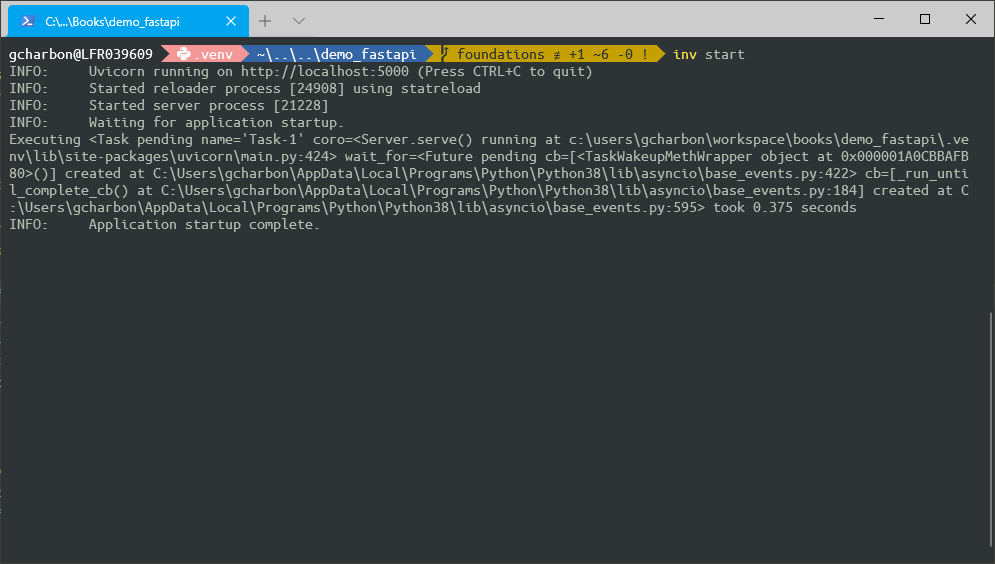 C:\...\Books\demo_fastapi
gcharbon@LFR039609 .venv ~\..\..\demo_fastapi foundations ≢ +1 ~6 -0 ! inv start
INFO:     Uvicorn running on http://localhost:5000 (Press CTRL+C to quit)
INFO:     Started reloader process [24908] using statreload
INFO:     Started server process [21228]
INFO:     Waiting for application startup.
Executing <Task pending name='Task-1' coro=<Server.serve() running at c:\users\gcharbon\workspace\books\demo_fastapi\.ve
nv\lib\site-packages\uvicorn\main.py:424> wait_for=<Future pending cb=[<TaskWakeupMethWrapper object at 0x000001A0CBBAFB
80>()] created at C:\Users\gcharbon\AppData\Local\Programs\Python\Python38\lib\asyncio\base_events.py:422> cb=[_run_unti
l_complete_cb() at C:\Users\gcharbon\AppData\Local\Programs\Python\Python38\lib\asyncio\base_events.py:184] created at C
:\Users\gcharbon\AppData\Local\Programs\Python\Python38\lib\asyncio\base_events.py:595> took 0.375 seconds
INFO:     Application startup complete.